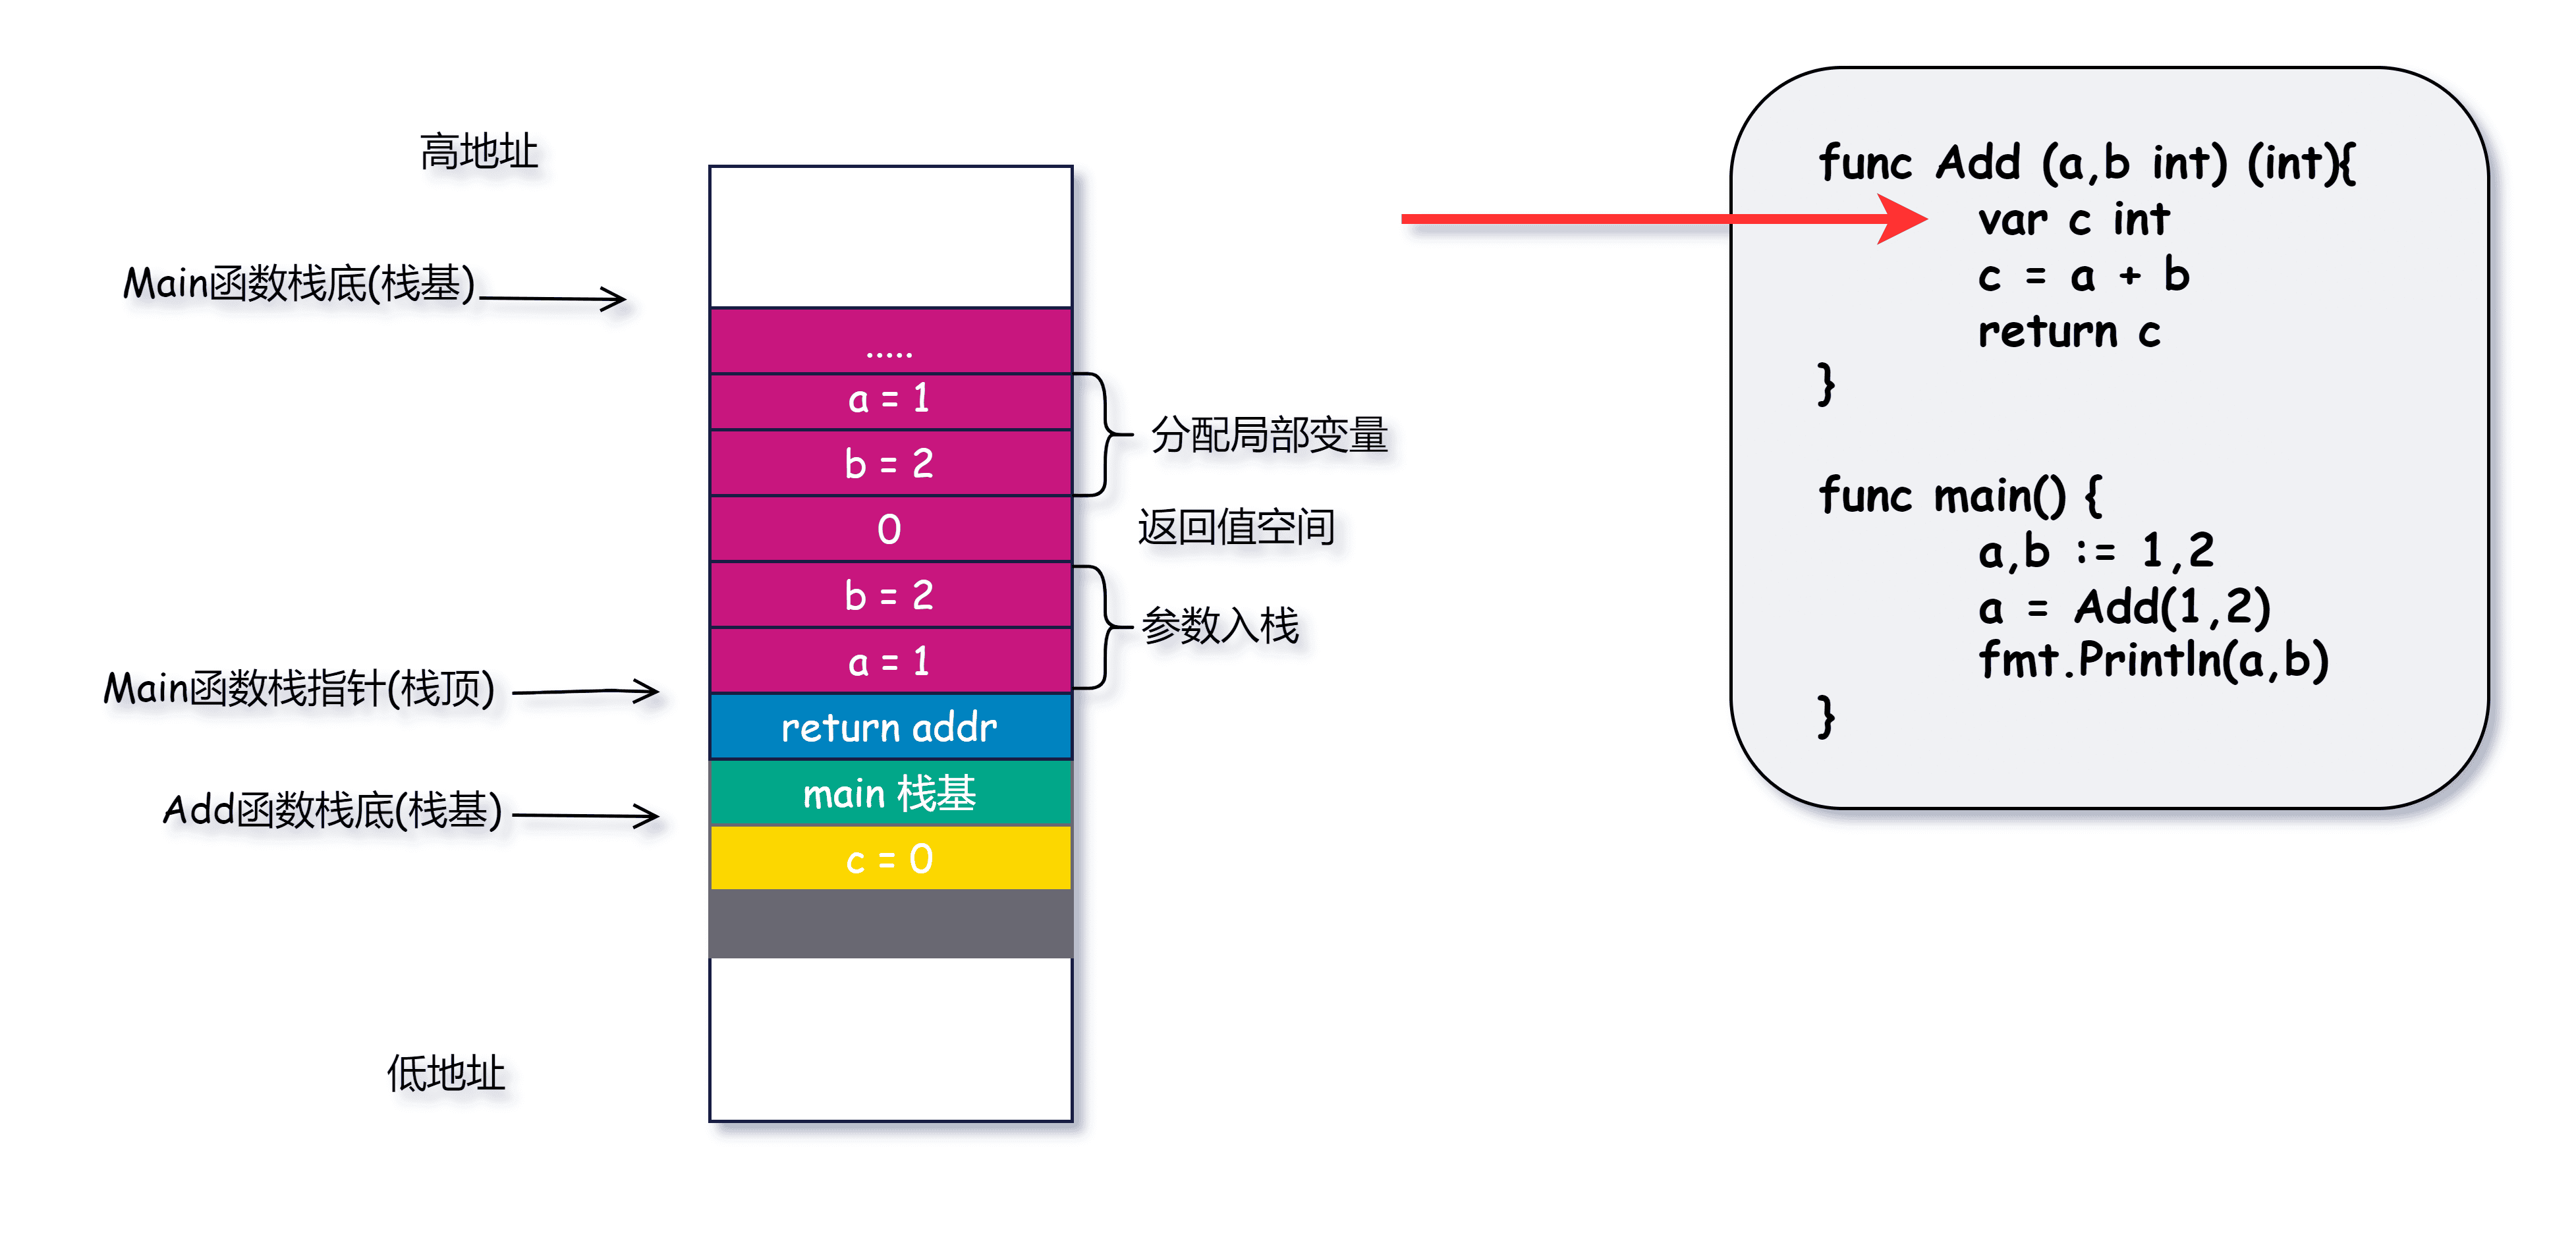 高地址
Main函数栈底(栈基)
.....
a = 1
b = 2
分配局部变量
0
返回值空间
b = 2
a = 1
参数入栈
Main函数栈指针(栈顶)
return addr
Add函数栈底(栈基)
main 栈基
c = 0
低地址
func Add (a,b int) (int){
var c int
c = a + b
return c
}
func main() {
a,b := 1,2
a = Add(1,2)
fmt.Println(a,b)
}